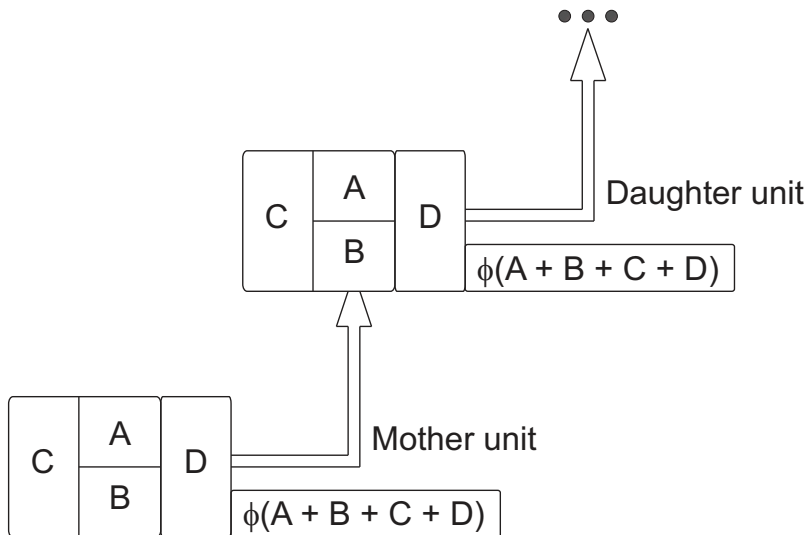 A
C
D
B
Daughter unit
ϕ(A + B + C + D)
A
C
D
B
Mother unit
ϕ(A + B + C + D)